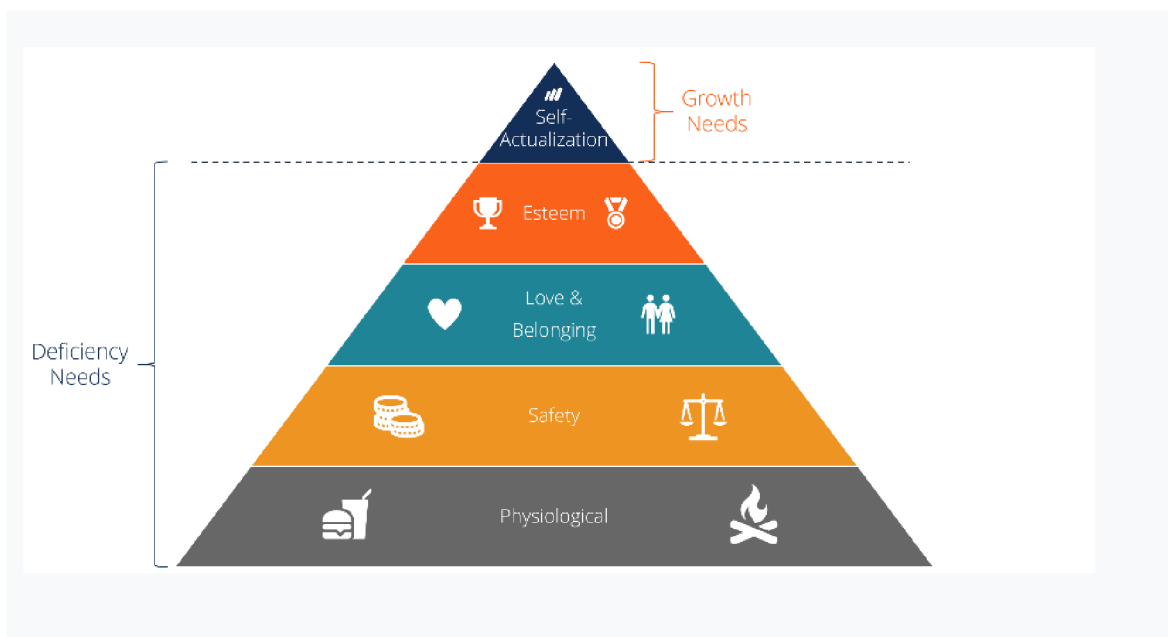 Self-
Actualization
Growth
Needs
Esteem
Love &
Belonging
Deficiency
Needs
Safety
Physiological